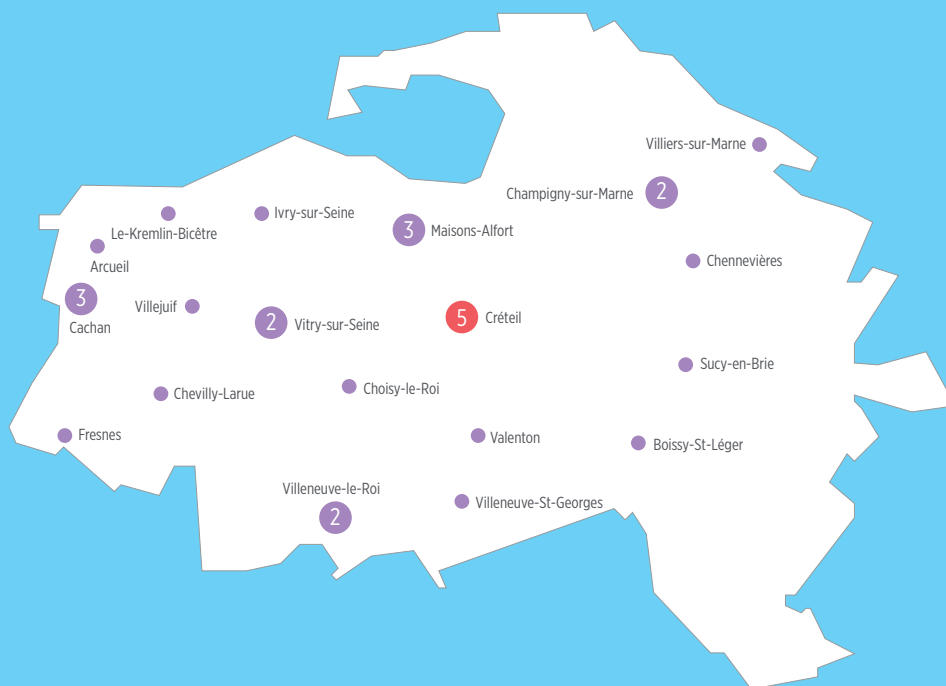 Villiers-sur-Marne
Champigny-sur-Marne
2
Ivry-sur-Seine
Le-Kremlin-Bicêtre
3
Maisons-Alfort
Arcueil
Chennevières
3
Cachan
Villejuif
2
Vitry-sur-Seine
5
Créteil
Sucy-en-Brie
Chevilly-Larue
Choisy-le-Roi
Fresnes
Valenton
Boissy-St-Léger
Villeneuve-le-Roi
2
Villeneuve-St-Georges